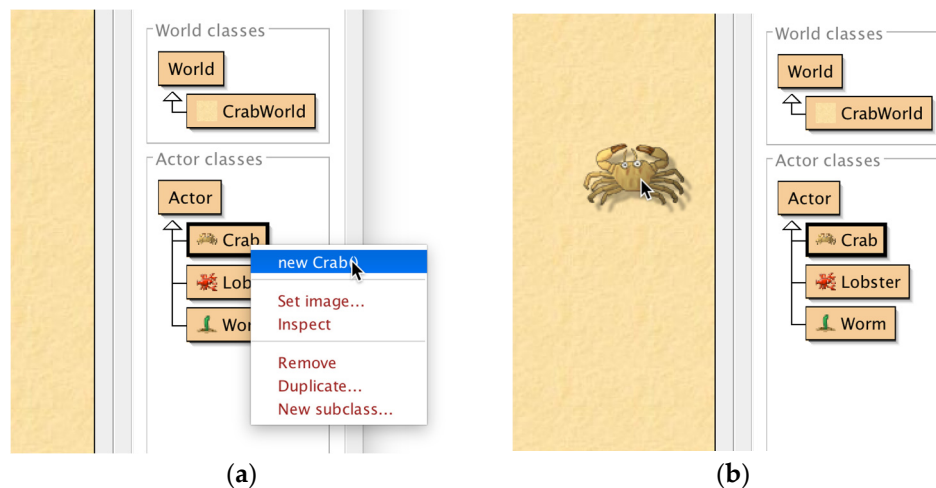 World classes
World
CrabWorld
Actor classes
Actor
Crab
new Crab()
Lob
Set image...
Inspect
Wor
Remove
Duplicate...
New subclass...
(a)
World classes
World
CrabWorld
Actor classes
Actor
Crab
Lobster
Worm
(b)